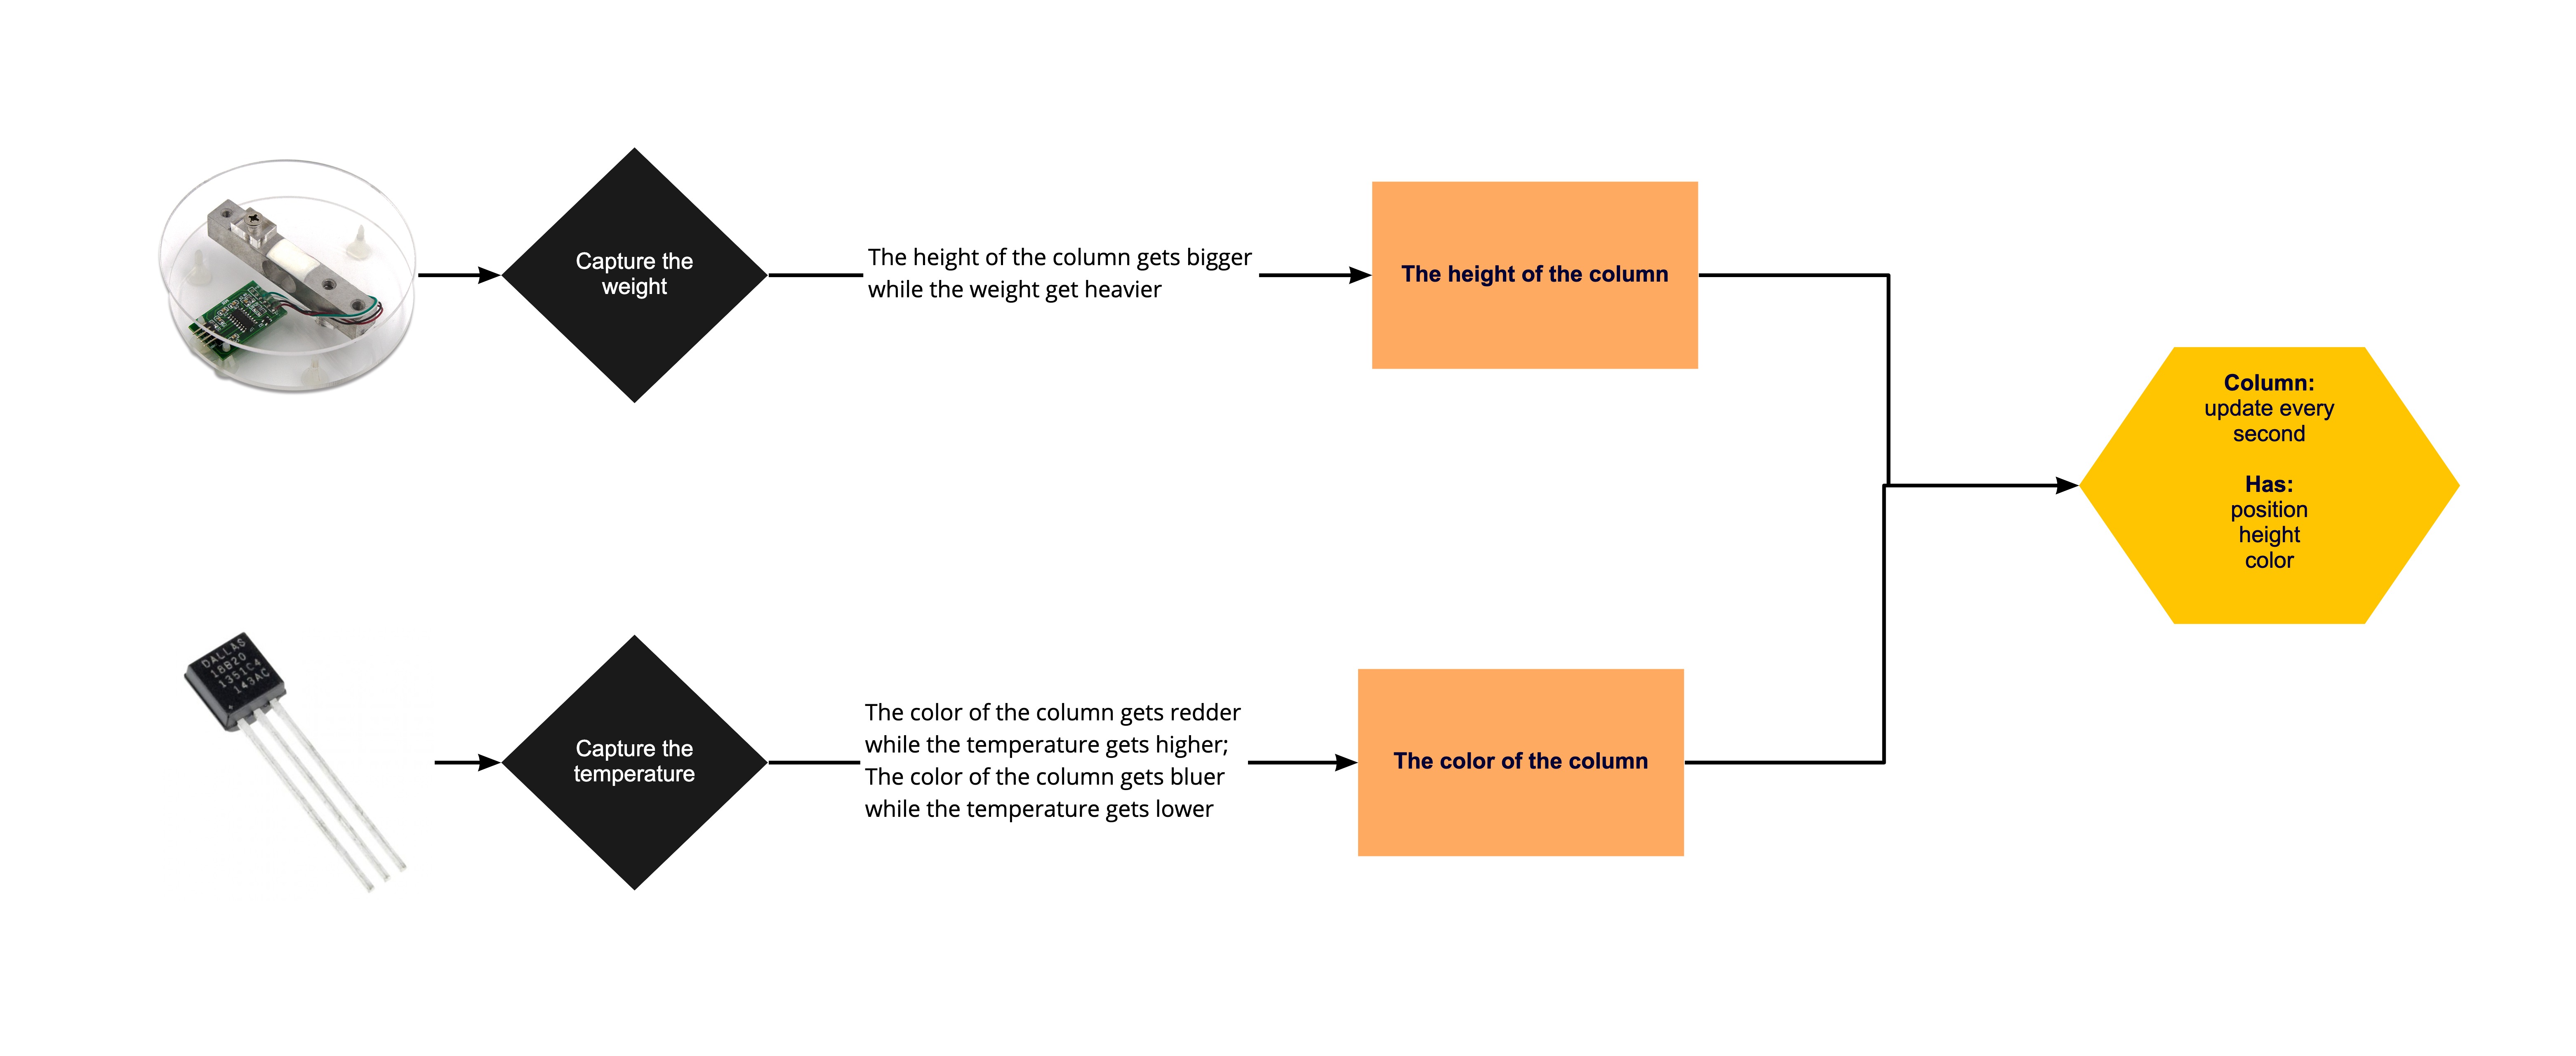 Capture the
weight
The height of the column gets bigger
while the weight get heavier
The height of the column
Column:
update every
second
Has:
position
height
color
DALLAS
18B20
1351C4
143AC
Capture the
temperature
The color of the column gets redder
while the temperature gets higher;
The color of the column gets bluer
while the temperature gets lower
The color of the column